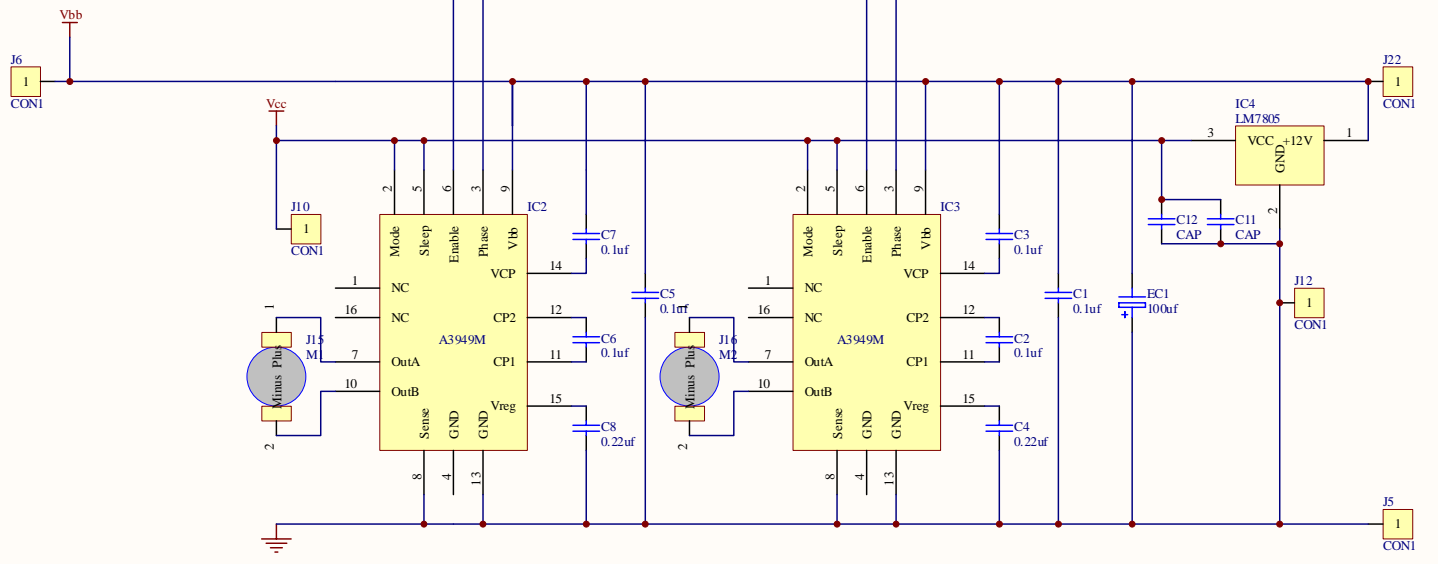 Vbb
J6
1
CON1
J22
1
CON1
Vcc
IC4
LM7805
3
VCC
+12V
1
GND
2
J10
1
CON1
2
5
6
3
9
IC2
Mode
Sleep
Enable
Phase
Vbb
VCP
14
C7
0.1uf
1
NC
16
NC
CP2
12
A3949M
C6
0.1uf
7
OutA
CP1
11
10
OutB
Vreg
15
C8
0.22uf
Sense
GND
GND
8
4
13
1
J15
M1
Minus Plus
2
C5
0.1uf
2
5
6
3
9
IC3
Mode
Sleep
Enable
Phase
Vbb
VCP
14
C3
0.1uf
1
NC
16
NC
CP2
12
A3949M
C2
0.1uf
7
OutA
CP1
11
10
OutB
Vreg
15
C4
0.22uf
Sense
GND
GND
8
4
13
1
J16
M2
Minus Plus
2
C1
0.1uf
EC1
100uf
C12
CAP
C11
CAP
J12
1
CON1
J5
1
CON1